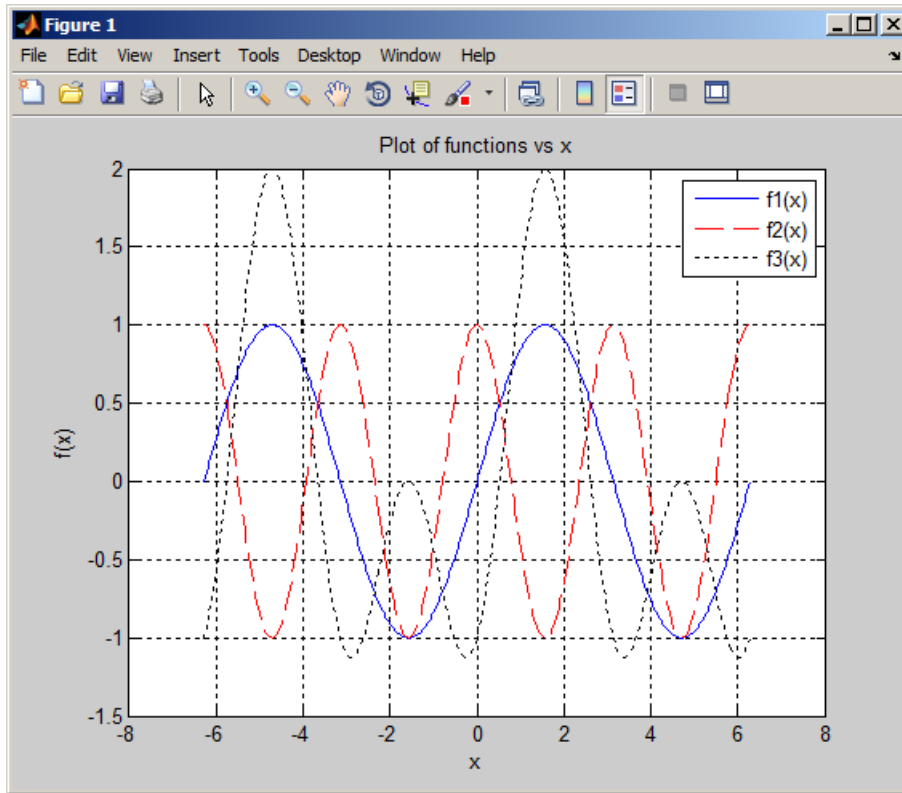 Figure 1
File Edit View Insert Tools Desktop Window Help
Plot of functions vs x
f1(x)
f2(x)
f3(x)
2
1.5
1
0.5
0
-0.5
-1
-1.5
f(x)
-8 -6 -4 -2 0 2 4 6 8
x